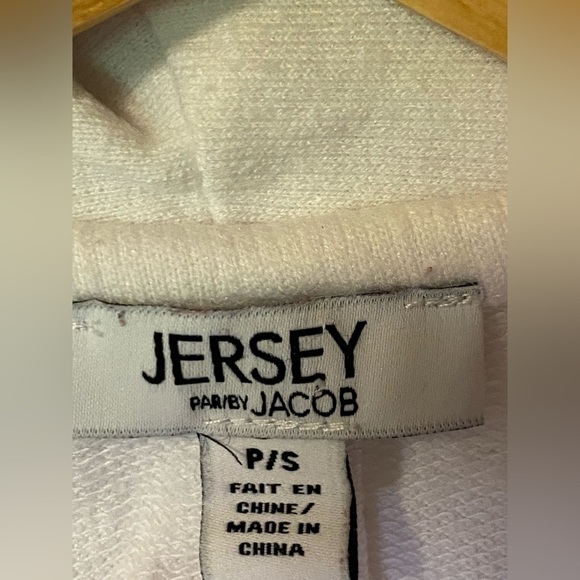 JERSEY
PAR/BY JACOB
P/S
FAIT EN
CHINE/
MADE IN
CHINA